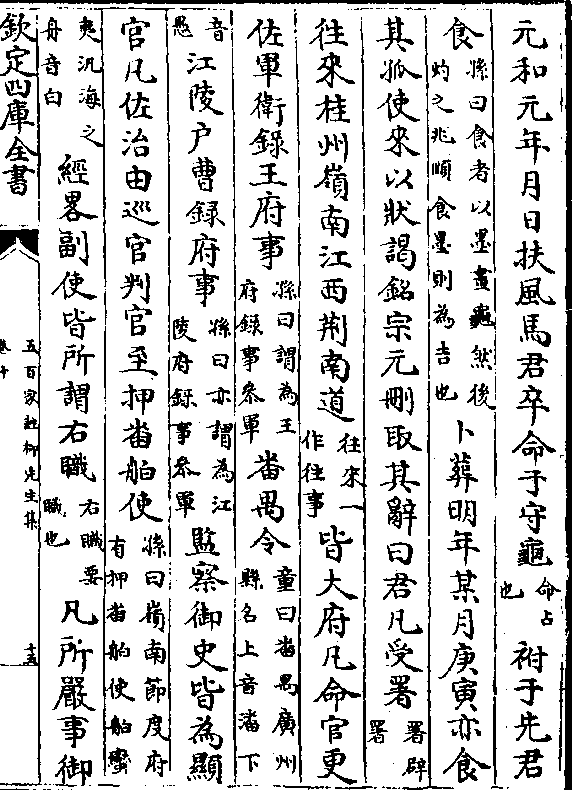 元和元年月日扶風馬君卒命于守龜命占也祔于先君
食孫曰食者以墨畫龜然後灼之兆順食墨則為吉也卜葬明年某月庚寅亦食
其孤使來以狀謁銘宗元刪取其辭曰君凡受署署辟署
往來桂州嶺南江西荆南道往來一作往事皆大府凡命官更
佐軍衛錄王府事孫曰謂為王府録事叅軍畨禺令童曰畨禺廣州縣名上音潘下
音愚江陵户曹録府事孫曰亦謂為江陵府録事叅軍監察御史皆為顯
官凡佐治由巡官判官至押畨舶使孫曰嶺南節度府有押畨舶使舶蠻
夷汎海之舟音白經畧副使皆所謂右職右職要職也凡所嚴事御
欽定四庫全書
五百家註柳先生集
卷十
十五